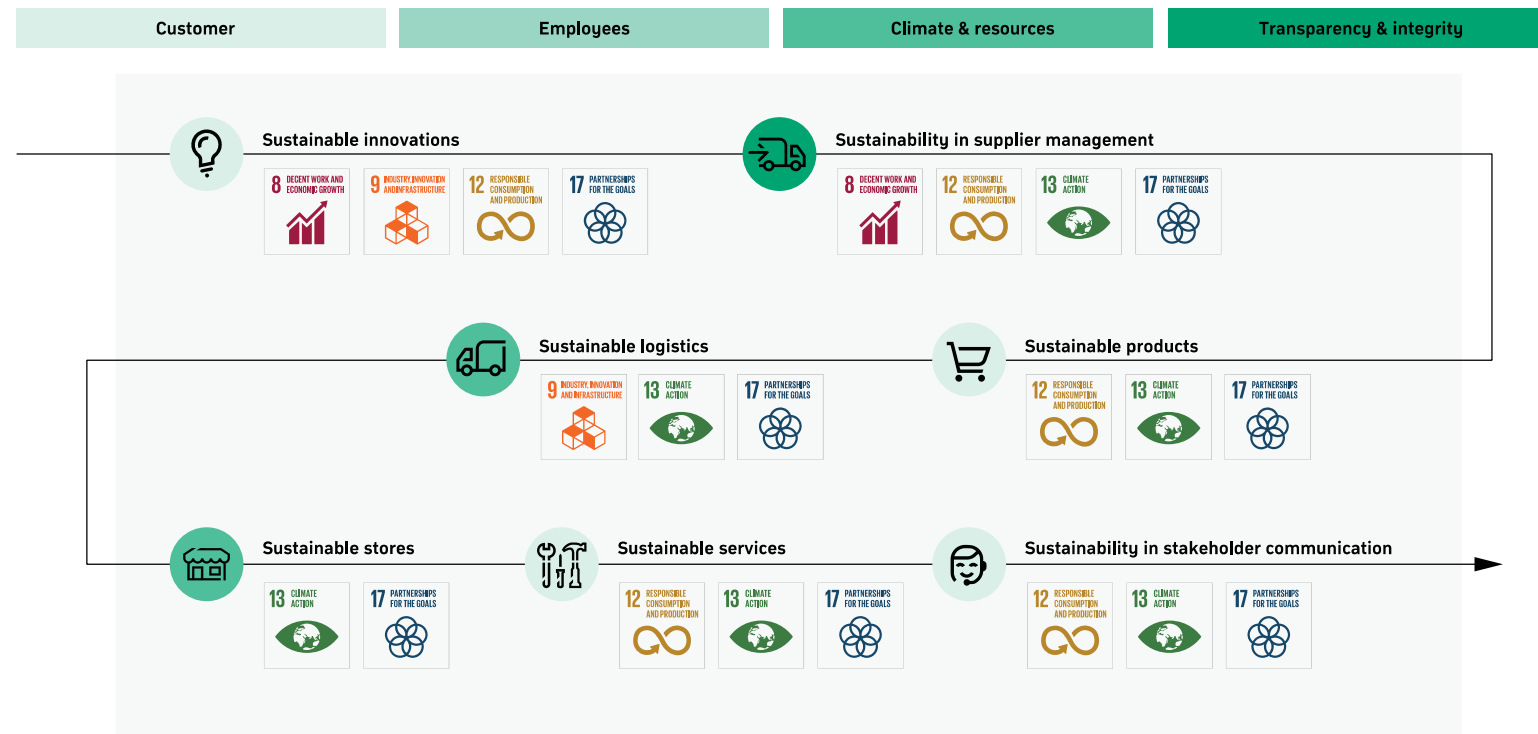 Customer
Employees
Climate & resources
Transparency & integrity
Sustainable innovations
8 DECENT WORK AND
ECONOMIC GROWTH
9 INDUSTRY, INNOVATION
ANDINFRASTRUCTURE
12 RESPONSIBLE
CONSUMPTION
AND PRODUCTION
17 PARTNERSHIPS
FOR THE GOALS
Sustainability in supplier management
8 DECENT WORK AND
ECONOMIC GROWTH
12 RESPONSIBLE
CONSUMPTION
AND PRODUCTION
13 CLIMATE
ACTION
17 PARTNERSHIPS
FOR THE GOALS
Sustainable logistics
9 INDUSTRY, INNOVATION
AND INFRASTRUCTURE
13 CLIMATE
ACTION
17 PARTNERSHIPS
FOR THE GOALS
Sustainable products
12 RESPONSIBLE
CONSUMPTION
AND PRODUCTION
13 CLIMATE
ACTION
17 PARTNERSHIPS
FOR THE GOALS
Sustainable stores
13 CLIMATE
ACTION
17 PARTNERSHIPS
FOR THE GOALS
Sustainable services
12 RESPONSIBLE
CONSUMPTION
AND PRODUCTION
13 CLIMATE
ACTION
17 PARTNERSHIPS
FOR THE GOALS
Sustainability in stakeholder communication
12 RESPONSIBLE
CONSUMPTION
AND PRODUCTION
13 CLIMATE
ACTION
17 PARTNERSHIPS
FOR THE GOALS